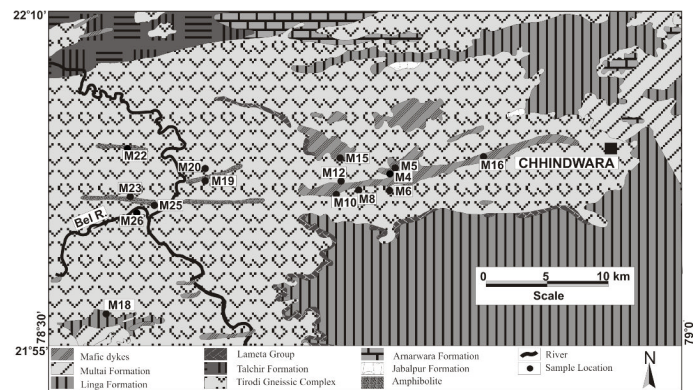 22°10'
M22
M20
M19
M23
M25
M26
Bel R.
M18
M15
M12
M10
M8
M5
M4
M6
M16
CHHINDWARA
0 5 10 km
Scale
78°30'
21°55'
79°0
Mafic dykes
Multai Formation
Linga Formation
Lameta Group
Talchir Formation
Tirodi Gneissic Complex
Arnarwara Formation
Jabalpur Formation
Amphibolite
River
Sample Location
N